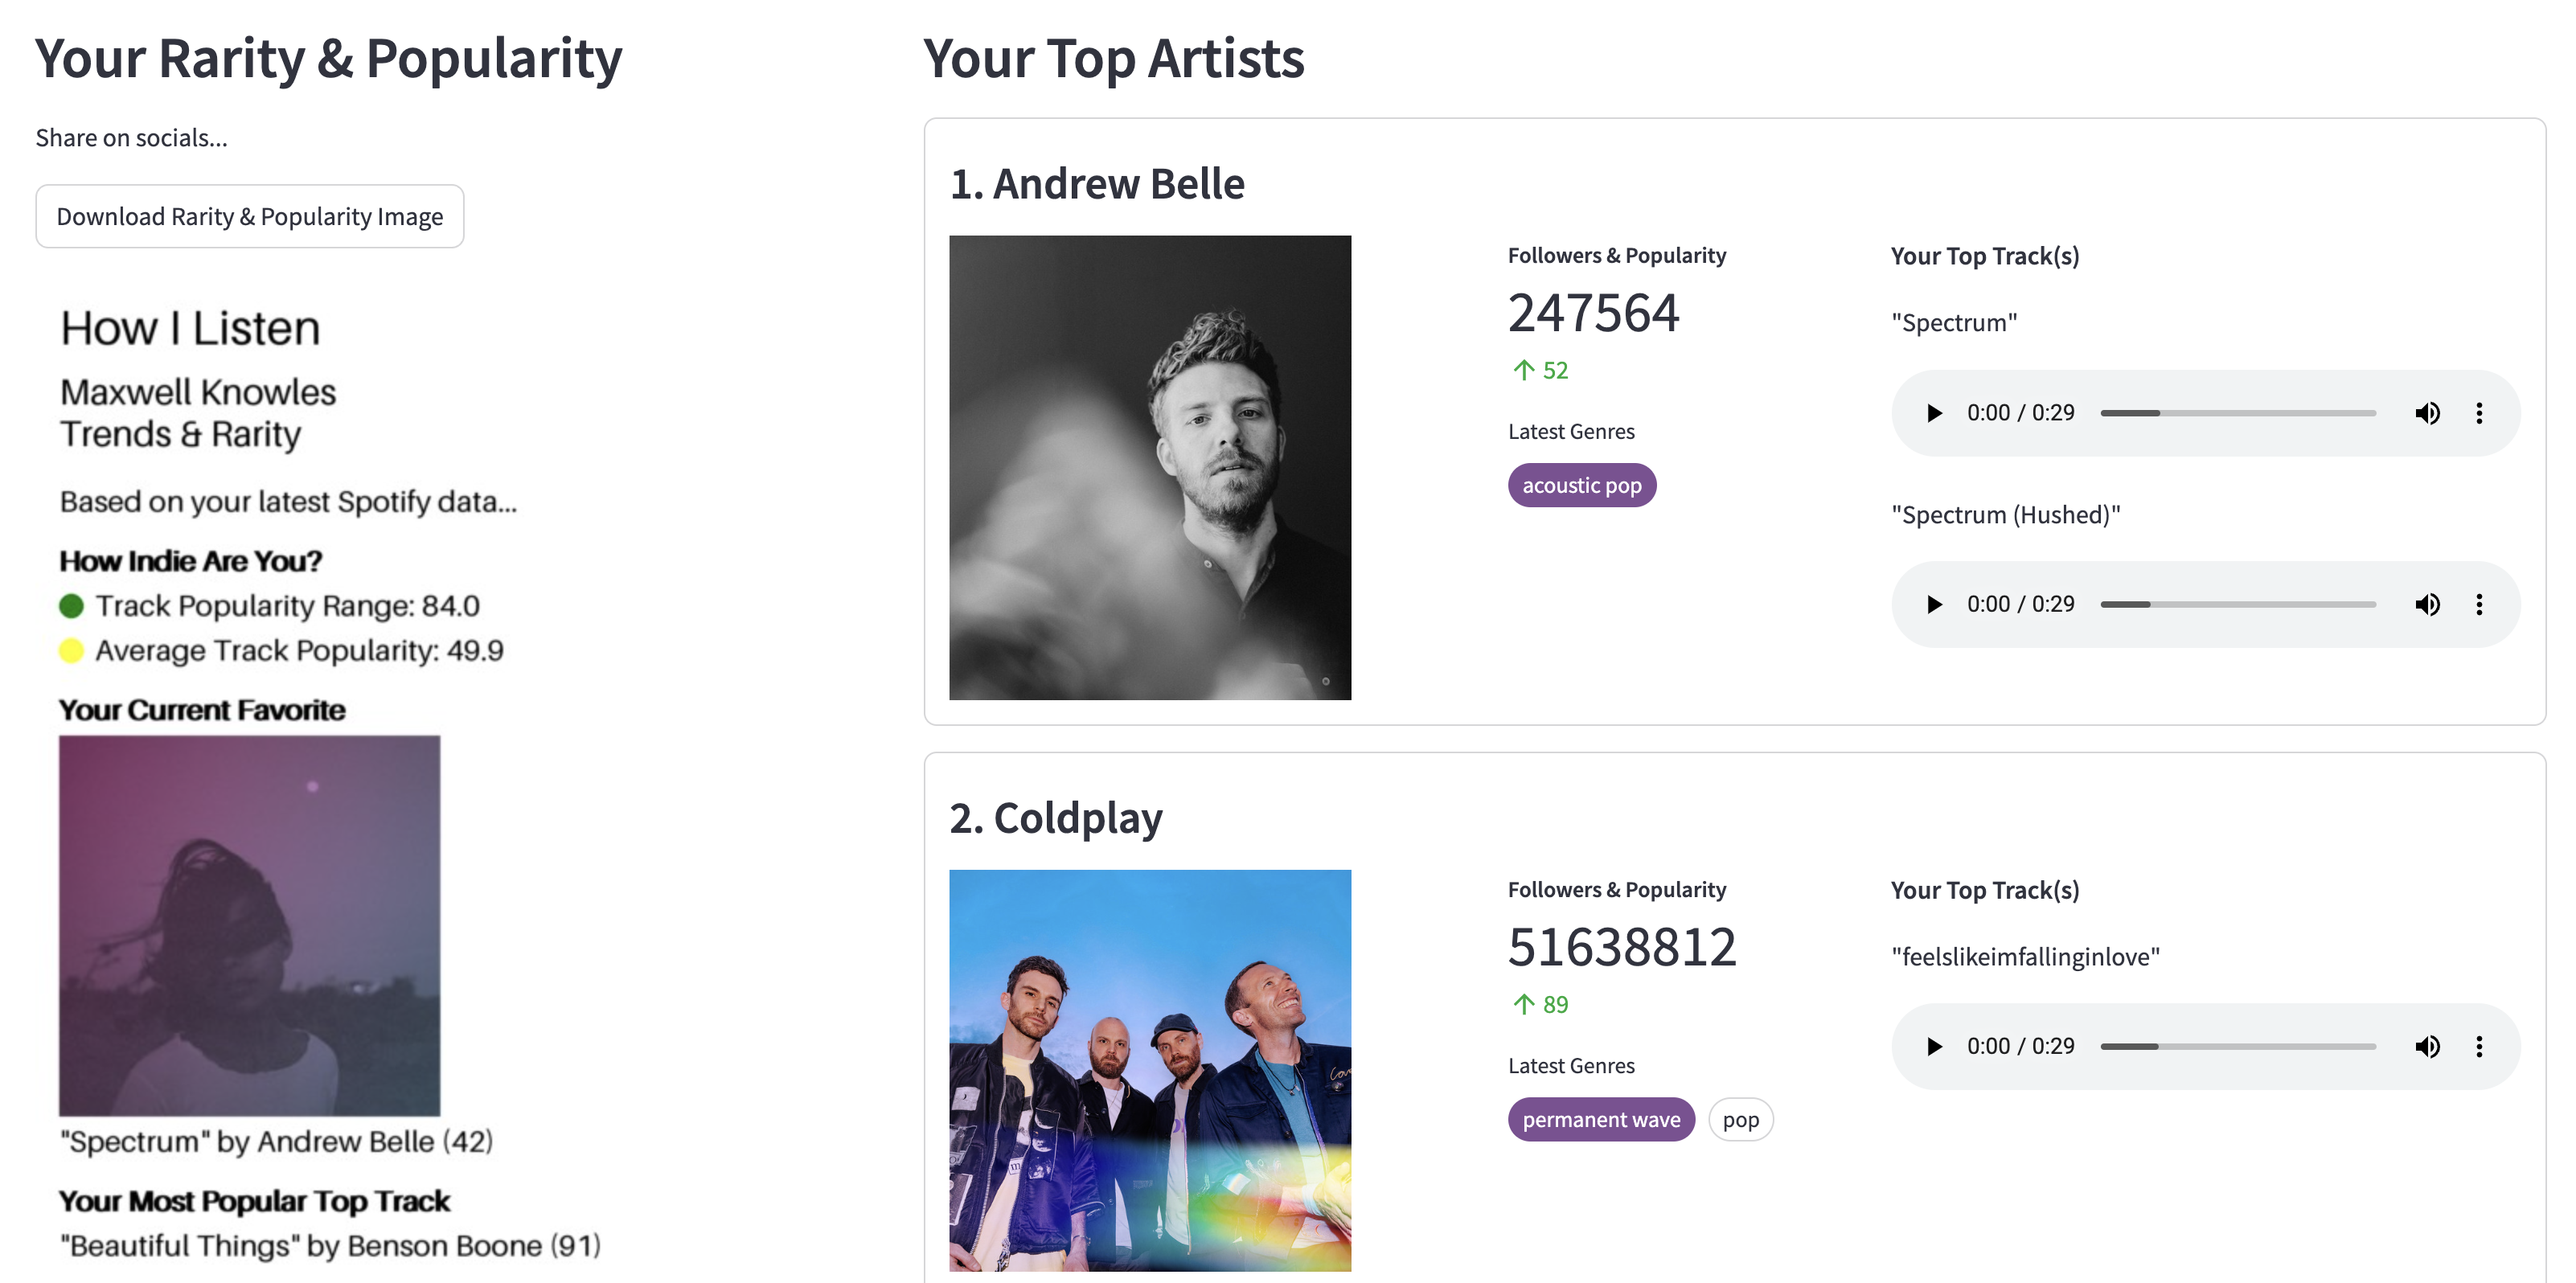 Your Rarity & Popularity
Share on socials...
Download Rarity & Popularity Image
How I Listen
Maxwell Knowles
Trends & Rarity
Based on your latest Spotify data...
How Indie Are You?
Track Popularity Range: 84.0
Average Track Popularity: 49.9
Your Current Favorite
"Spectrum" by Andrew Belle (42)
Your Most Popular Top Track
"Beautiful Things" by Benson Boone (91)
Your Top Artists
1. Andrew Belle
Followers & Popularity
247564
↑ 52
Latest Genres
acoustic pop
Your Top Track(s)
"Spectrum"
0:00 / 0:29
"Spectrum (Hushed)"
0:00 / 0:29
2. Coldplay
Followers & Popularity
51638812
↑ 89
Latest Genres
permanent wave
pop
Your Top Track(s)
"feelslikeimfallinginlove"
0:00 / 0:29